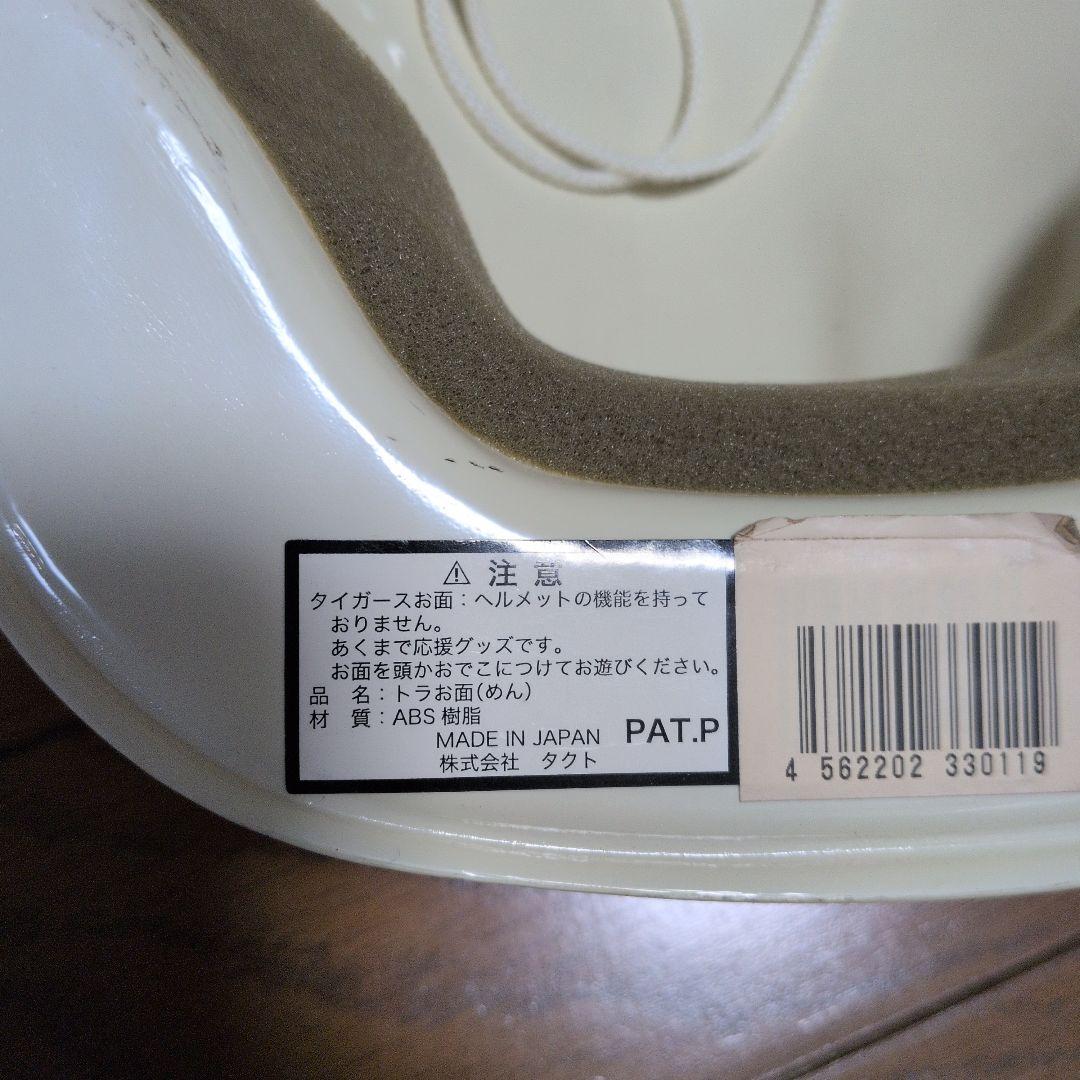 ⚠ 注意
タイガースお面：ヘルメットの機能を持って
おりません。
あくまで応援グッズです。
お面を頭かおでこにつけてお遊びください。
品　名：トラお面(めん)
材　質：ABS 樹脂
MADE IN JAPAN PAT.P
株式会社　タクト
4 562202 330119